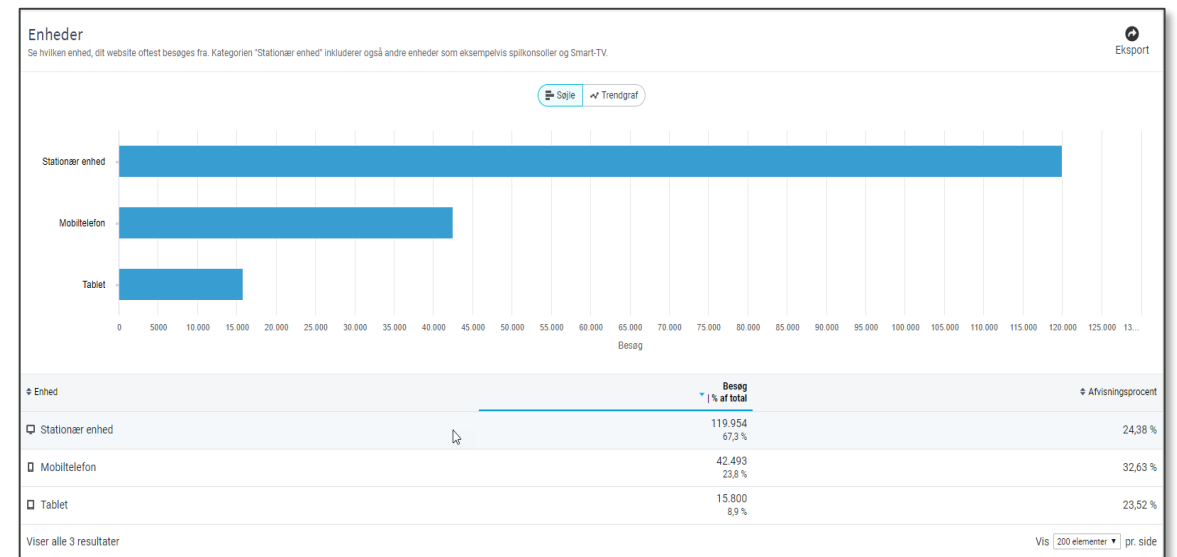 Enheder
Se hvilken enhed, dit website oftest besøges fra. Kategorien "Stationær enhed" inkluderer også andre enheder som eksempelvis spilkonsoller og Smart-TV.
Eksport
Søjle Trendgraf
Stationær enhed
Mobiltelefon
Tablet
0 5000 10.000 15.000 20.000 25.000 30.000 35.000 40.000 45.000 50.000 55.000 60.000 65.000 70.000 75.000 80.000 85.000 90.000 95.000 100.000 105.000 110.000 115.000 120.000 125.000 13...
Besøg
Enhed Besøg Afvisningsprocent
| % af total
Stationær enhed 119.954 24,38 %
67,3 %
Mobiltelefon 42.493 32,63 %
23,8 %
Tablet 15.800 23,52 %
8,9 %
Viser alle 3 resultater Vis 200 elementer pr. side